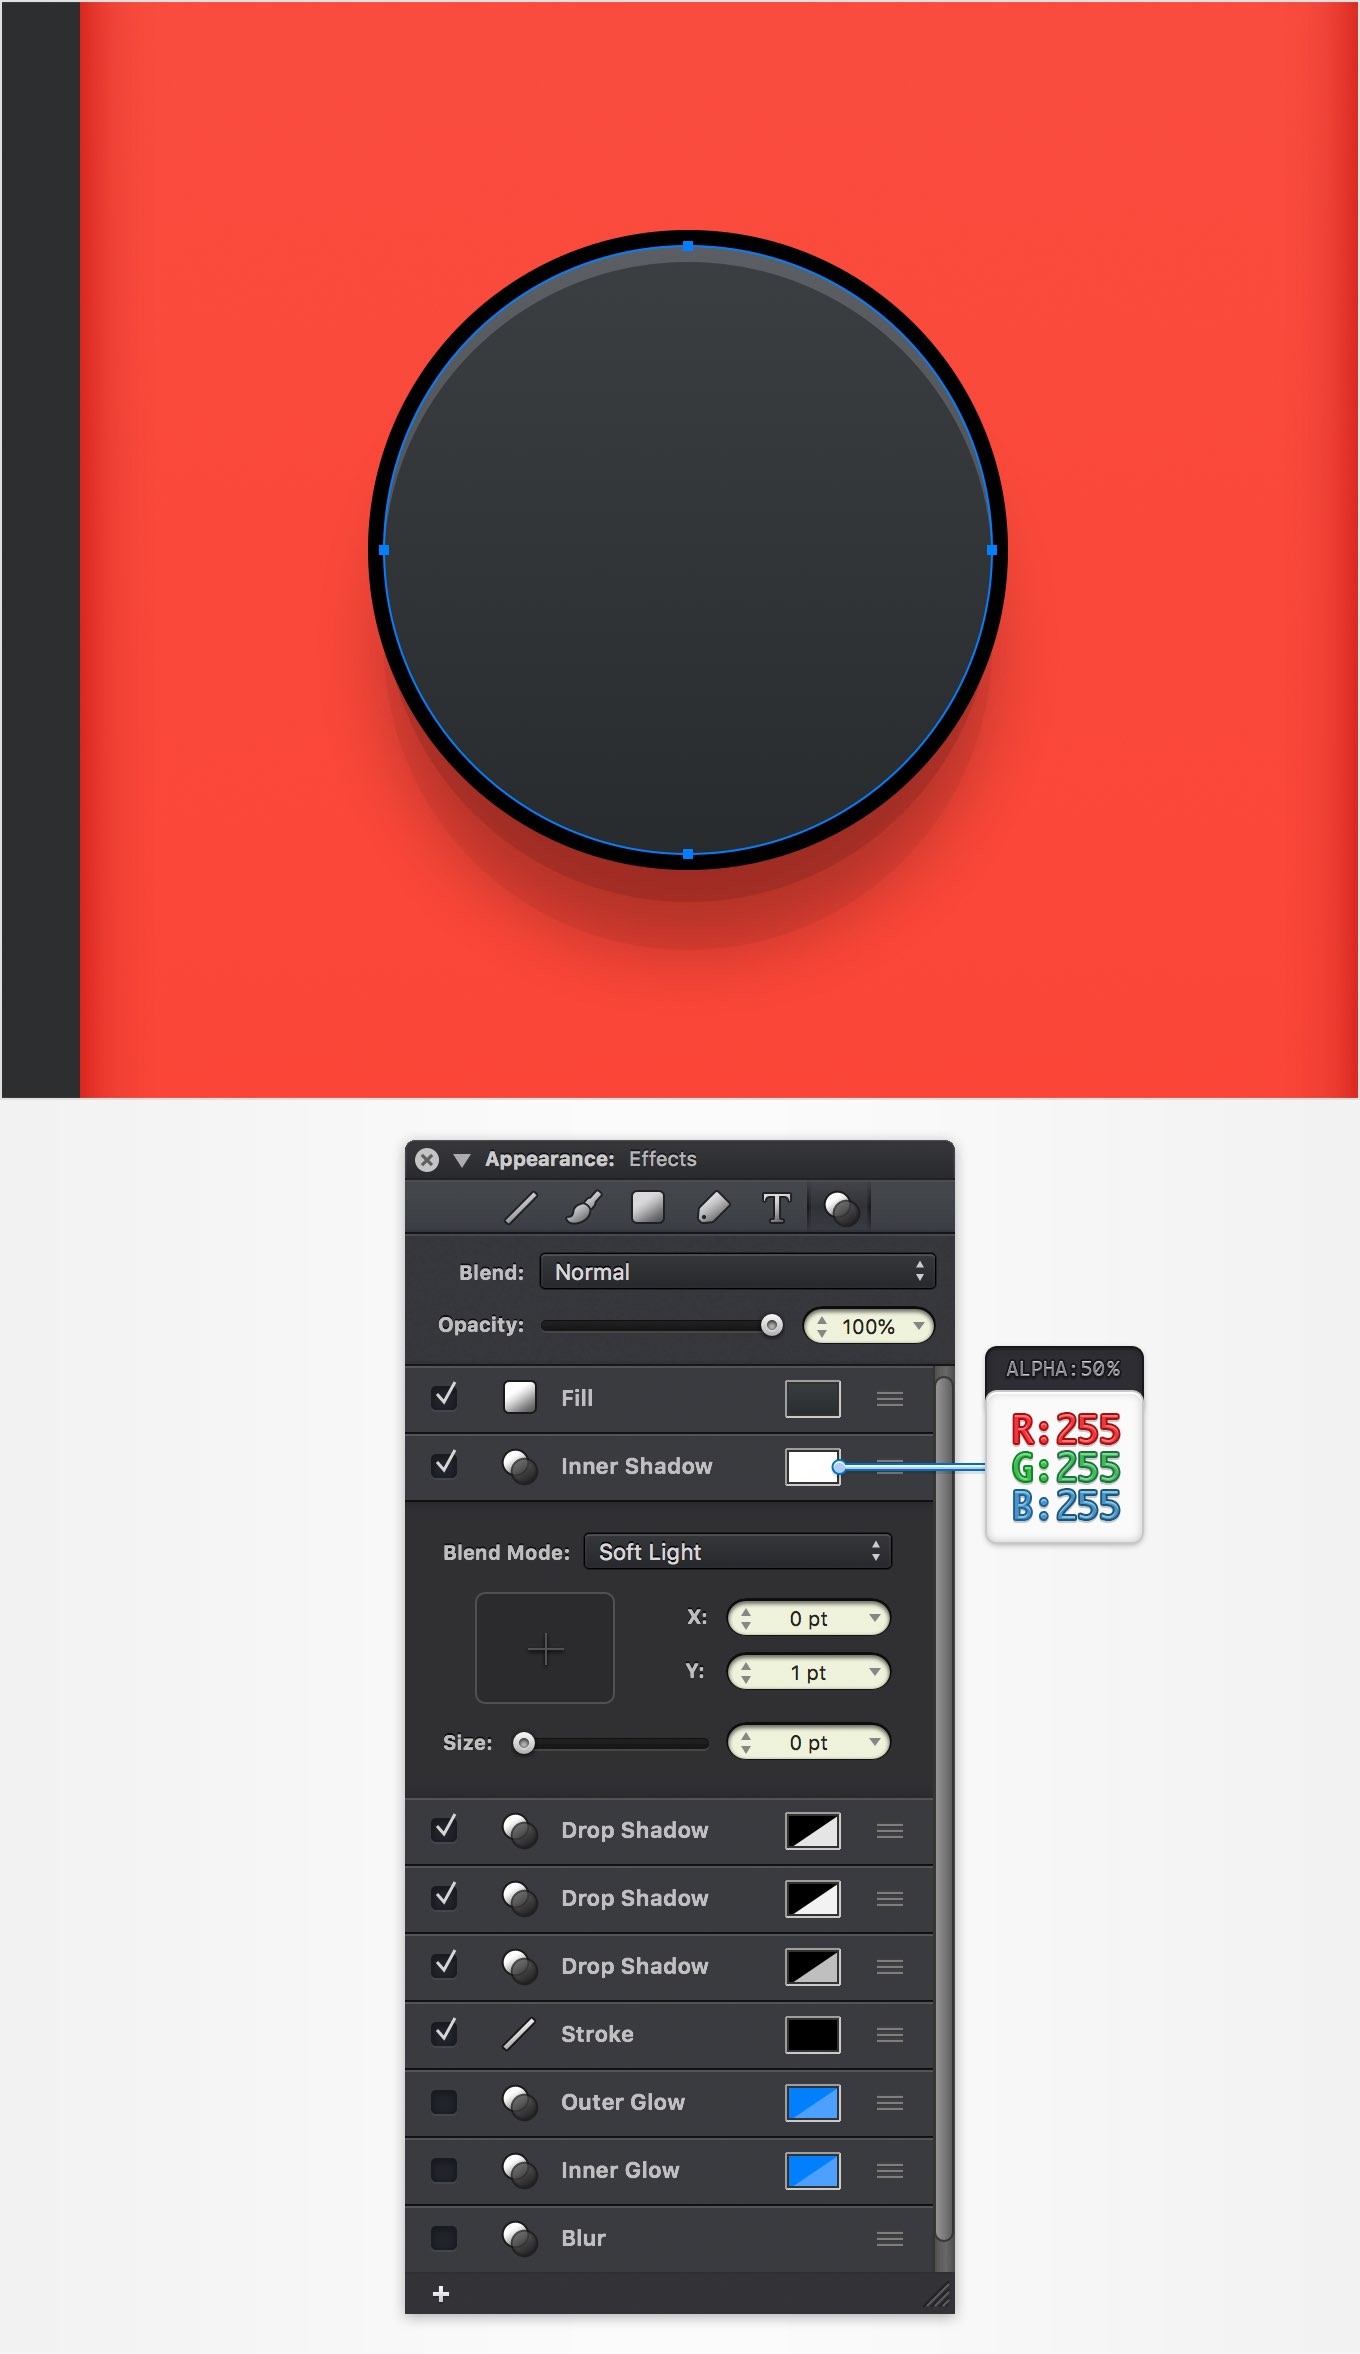 Appearance: Effects
T
Blend: Normal
Opacity: 100%
ALPHA:50%
Fill
R:255
Inner Shadow
G:255
B:255
Blend Mode: Soft Light
X: 0 pt
Y: 1 pt
Size: 0 pt
Drop Shadow
Drop Shadow
Drop Shadow
Stroke
Outer Glow
Inner Glow
Blur
+